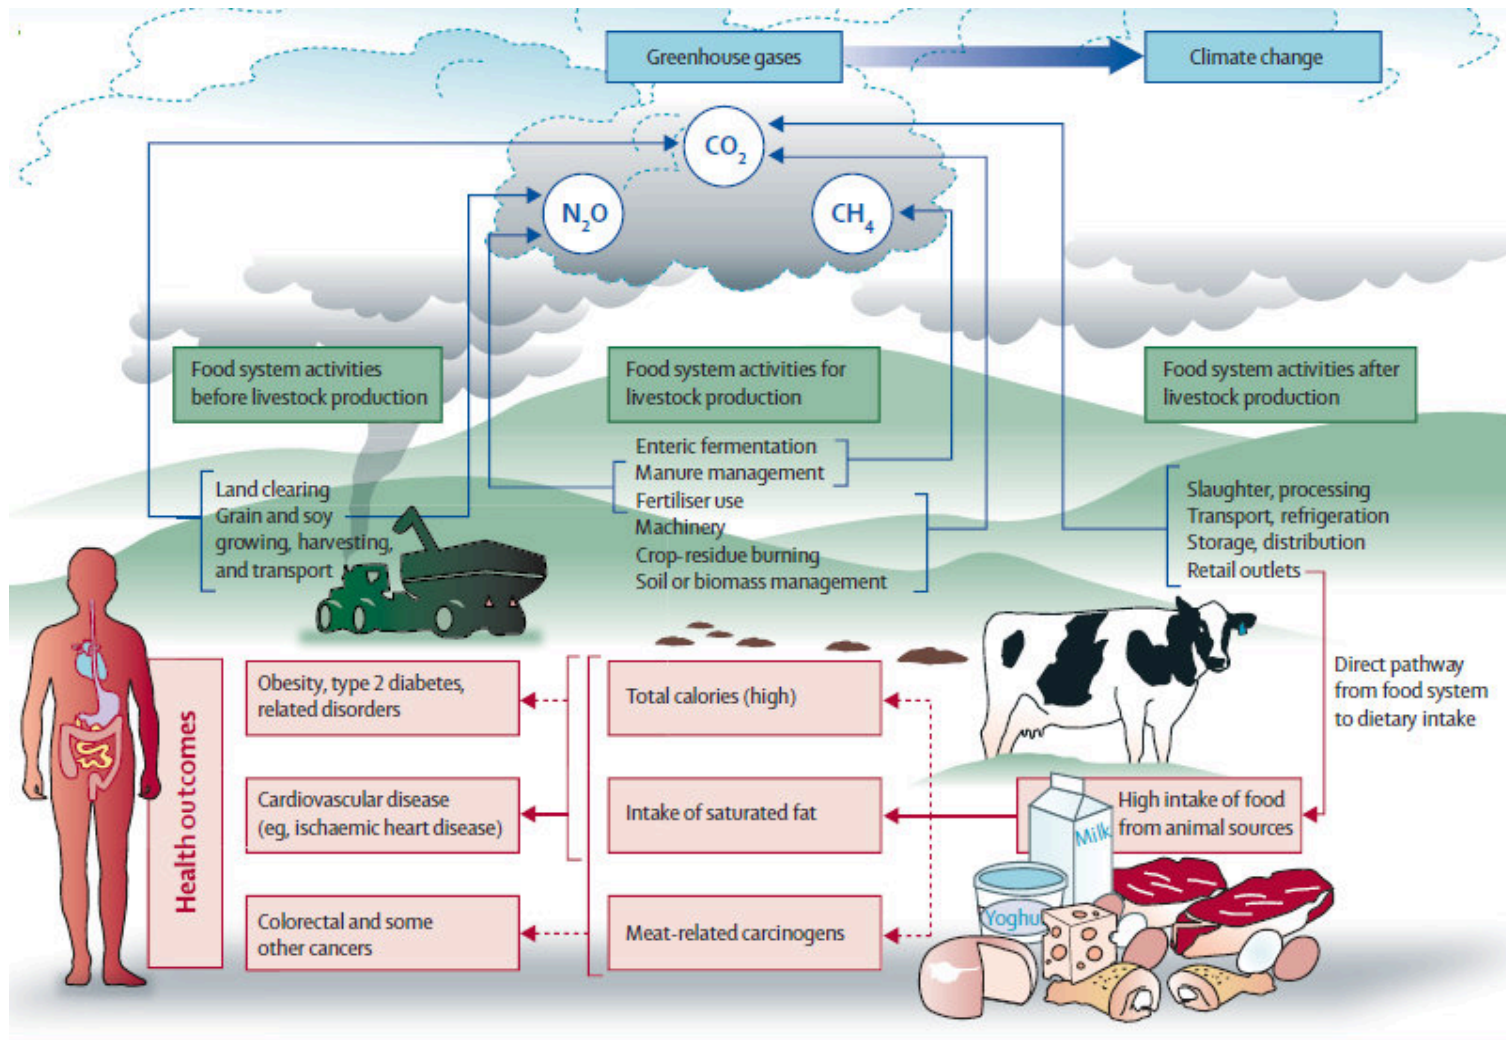 Greenhouse gases
Climate change
CO2
N2O
CH4
Food system activities
before livestock production
Food system activities for
livestock production
Food system activities after
livestock production
Land clearing
Grain and soy
growing, harvesting,
and transport
Enteric fermentation
Manure management
Fertiliser use
Machinery
Crop-residue burning
Soil or biomass management
Slaughter, processing
Transport, refrigeration
Storage, distribution
Retail outlets
Direct pathway
from food system
to dietary intake
Health outcomes
Obesity, type 2 diabetes,
related disorders
Cardiovascular disease
(eg, ischaemic heart disease)
Colorectal and some
other cancers
Total calories (high)
Intake of saturated fat
Meat-related carcinogens
High intake of food
from animal sources
Milk
Yoghu